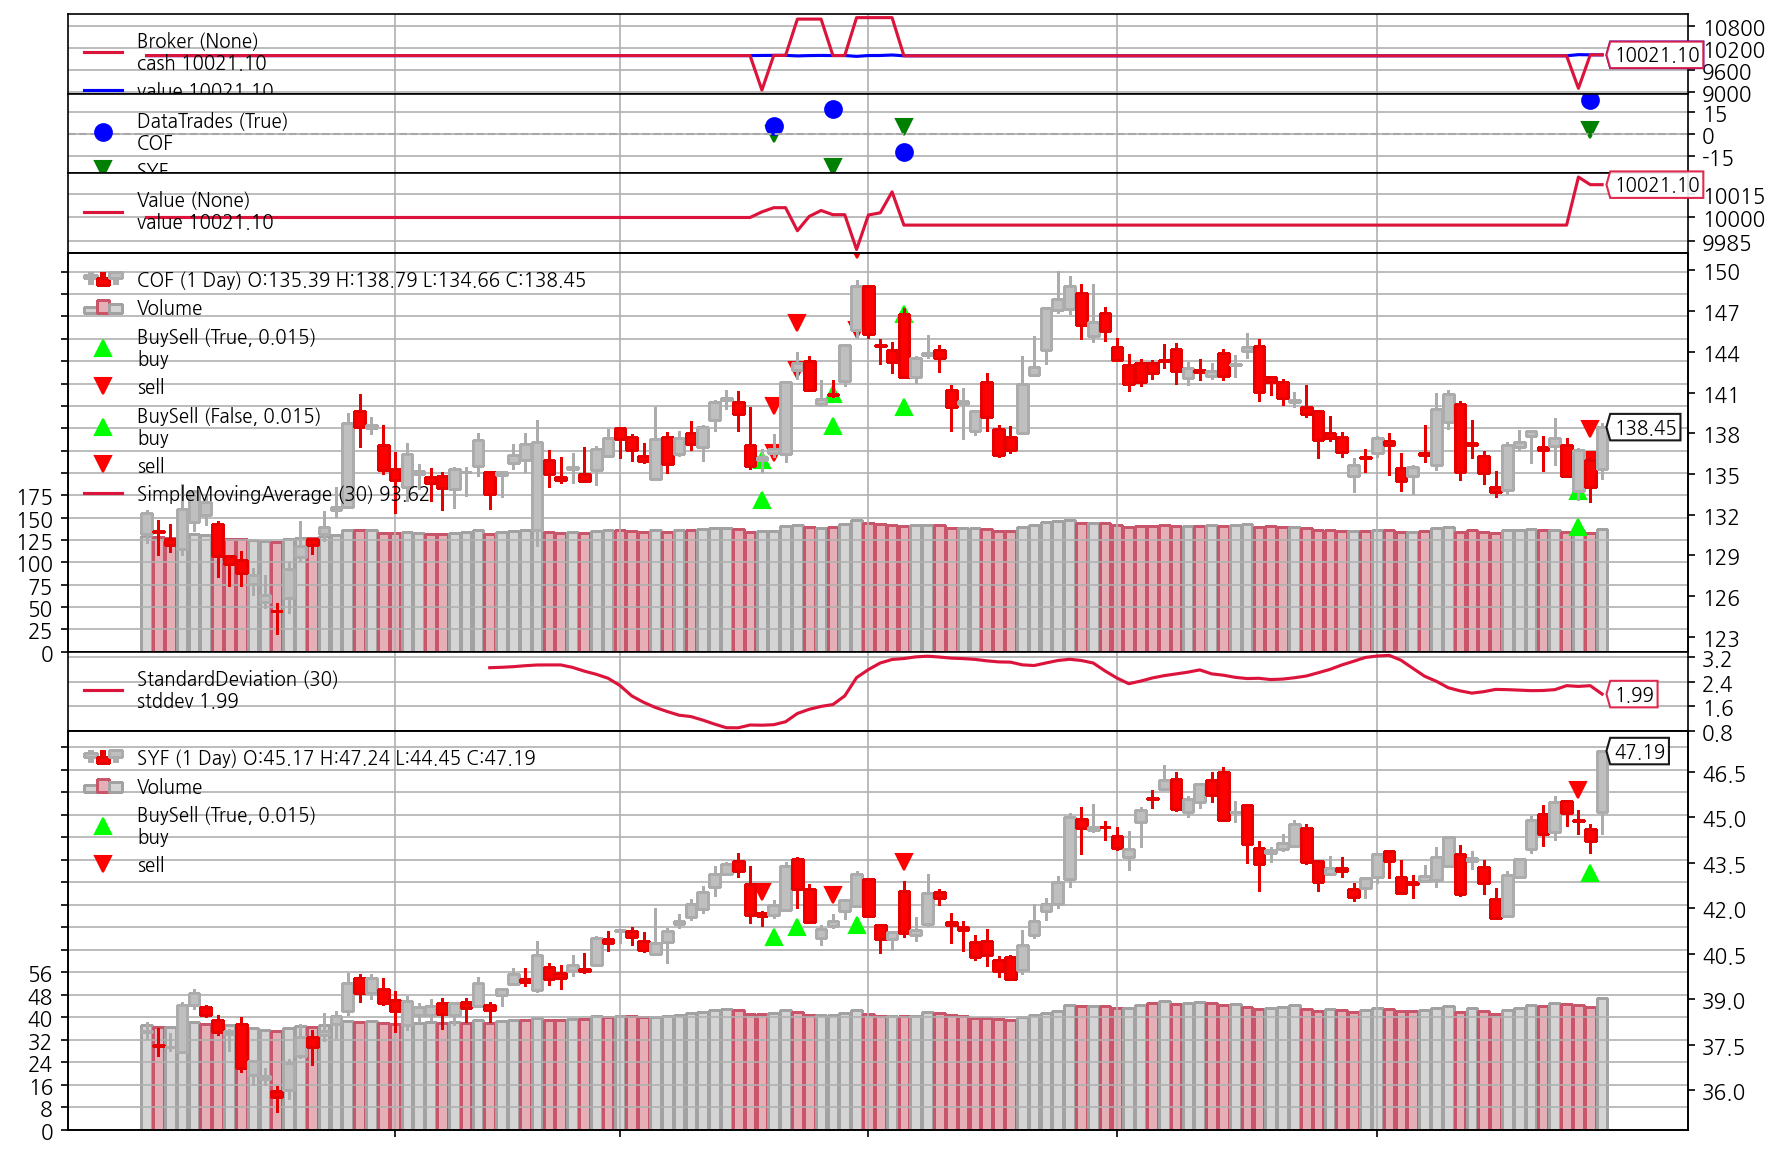 Broker (None)
cash 10021.10
value 10021.10
10800
10200
9600
9000
10021.10
DataTrades (True)
COF
SYF
15
0
-15
Value (None)
value 10021.10
10021.10
10015
10000
9985
COF (1 Day) O:135.39 H:138.79 L:134.66 C:138.45
Volume
BuySell (True, 0.015)
buy
sell
BuySell (False, 0.015)
buy
sell
SimpleMovingAverage (30) 93.62
175
150
125
100
75
50
25
0
150
147
144
141
138
135
132
129
126
123
138.45
StandardDeviation (30)
stddev 1.99
3.2
2.4
1.6
0.8
1.99
SYF (1 Day) O:45.17 H:47.24 L:44.45 C:47.19
Volume
BuySell (True, 0.015)
buy
sell
47.19
46.5
45.0
43.5
42.0
40.5
39.0
37.5
36.0
56
48
40
32
24
16
8
0